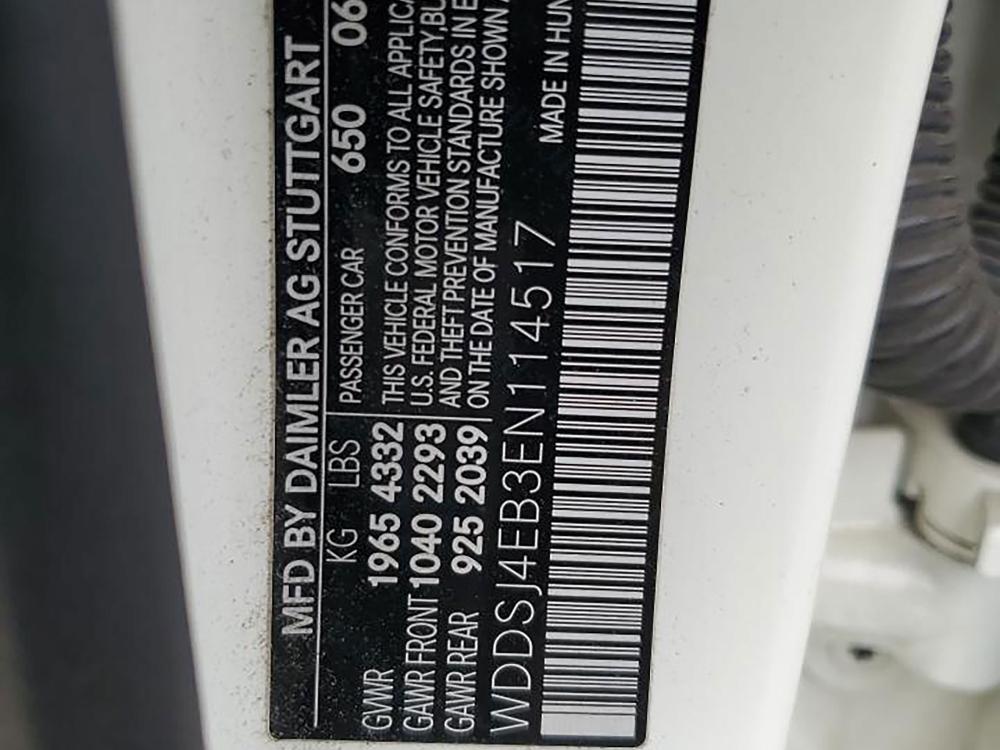 MFD BY DAIMLER AG STUTTGART
KG LBS PASSENGER CAR 650 06
GVWR 1965 4332 THIS VEHICLE CONFORMS TO ALL APPLICA
GAWR FRONT 1040 2293 U.S. FEDERAL MOTOR VEHICLE SAFETY, BU
GAWR REAR 925 2039 AND THEFT PREVENTION STANDARDS IN E
ON THE DATE OF MANUFACTURE SHOWN A
WDDSJ4EB3EN114517 MADE IN HUN